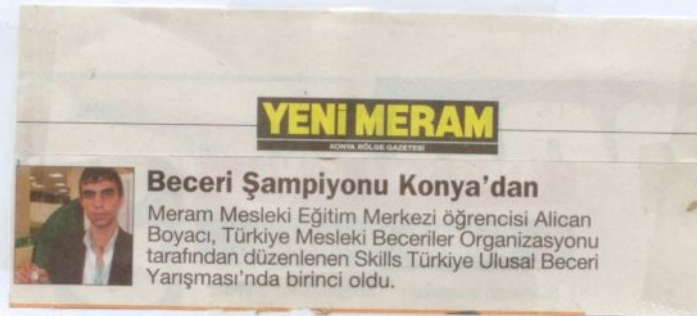 YENİ MERAM
KONYA BÖLGE GAZETESİ
Beceri Şampiyonu Konya'dan
Meram Mesleki Eğitim Merkezi öğrencisi Alican
Boyacı, Türkiye Mesleki Beceriler Organizasyonu
tarafından düzenlenen Skills Türkiye Ulusal Beceri
Yarışması'nda birinci oldu.